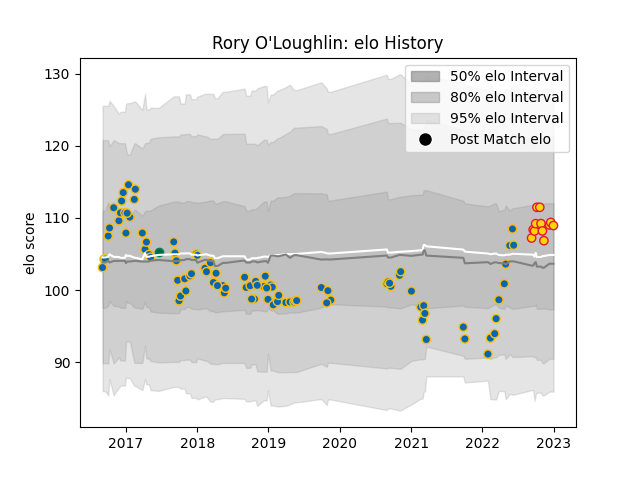 Rory O'Loughlin: elo History
50% elo Interval
80% elo Interval
95% elo Interval
Post Match elo
elo score
130
120
110
100
90
2017 2018 2019 2020 2021 2022 2023